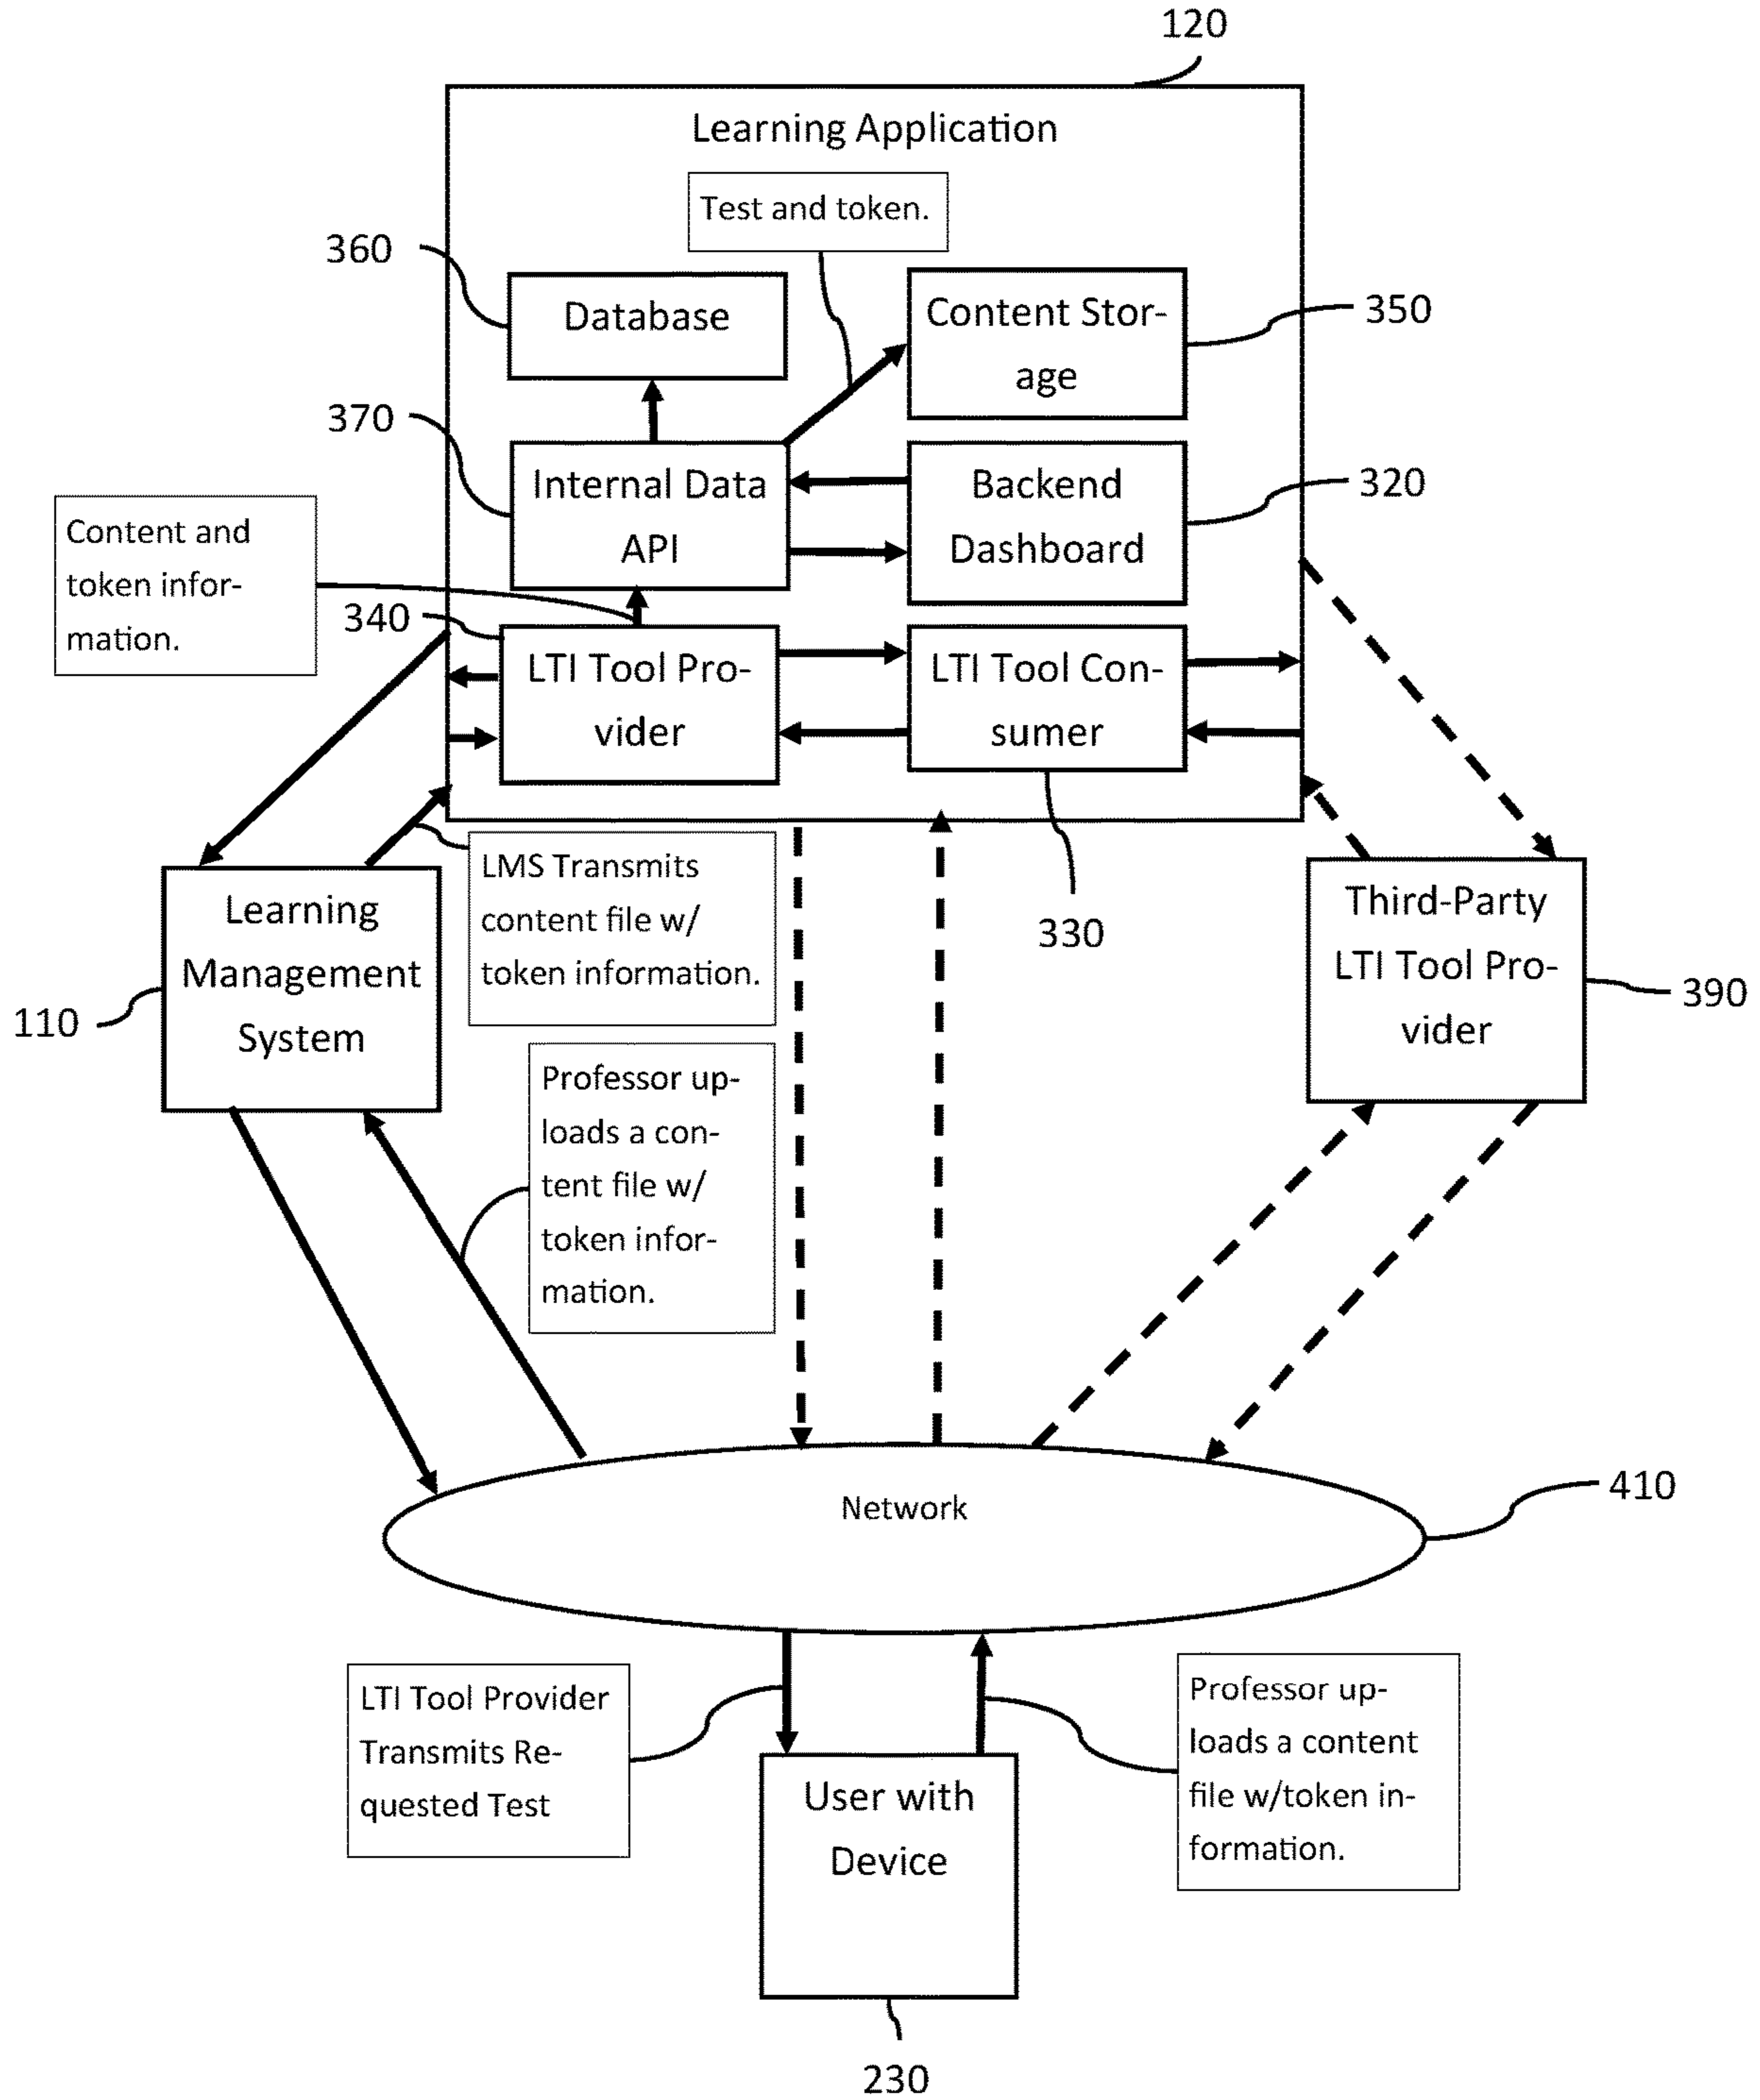 120
Learning Application
Test and token.
360
Database
Content Stor-
age
350
370
Internal Data
API
Backend
Dashboard
320
Content and
token infor-
mation.
340
LTI Tool Pro-
vider
LTI Tool Con-
sumer
330
LMS Transmits
content file w/
token information.
Learning
Management
System
110
Third-Party
LTI Tool Pro-
vider
390
Professor up-
loads a con-
tent file w/
token infor-
mation.
Network
410
LTI Tool Provider
Transmits Re-
quested Test
Professor up-
loads a content
file w/token in-
formation.
User with
Device
230